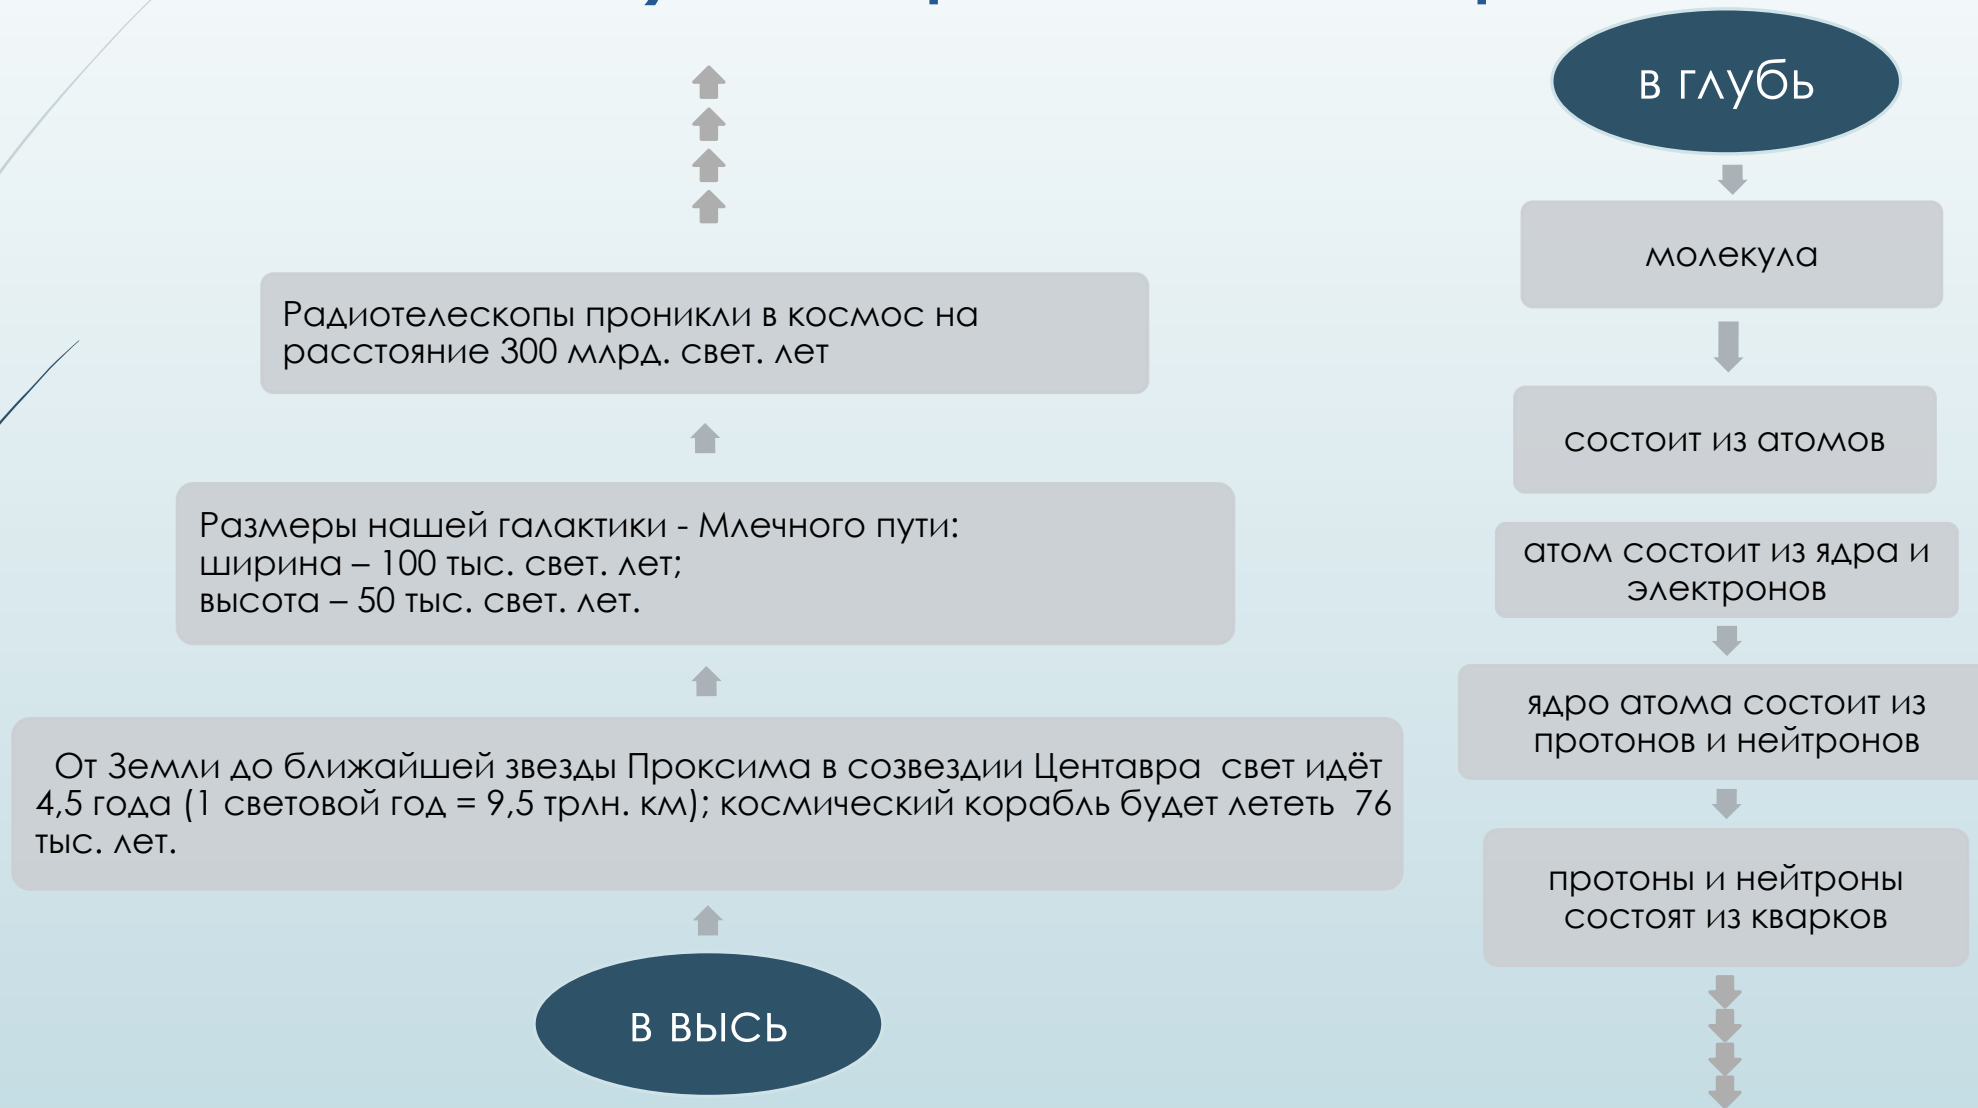 в глубь
молекула
состоит из атомов
атом состоит из ядра и
электронов
ядро атома состоит из
протонов и нейтронов
протоны и нейтроны
состоят из кварков
Радиотелескопы проникли в космос на
расстояние 300 млрд. свет. лет
Размеры нашей галактики - Млечного пути:
ширина – 100 тыс. свет. лет;
высота – 50 тыс. свет. лет.
От Земли до ближайшей звезды Проксима в созвездии Центавра свет идёт
4,5 года (1 световой год = 9,5 трлн. км); космический корабль будет лететь 76
тыс. лет.
в высь